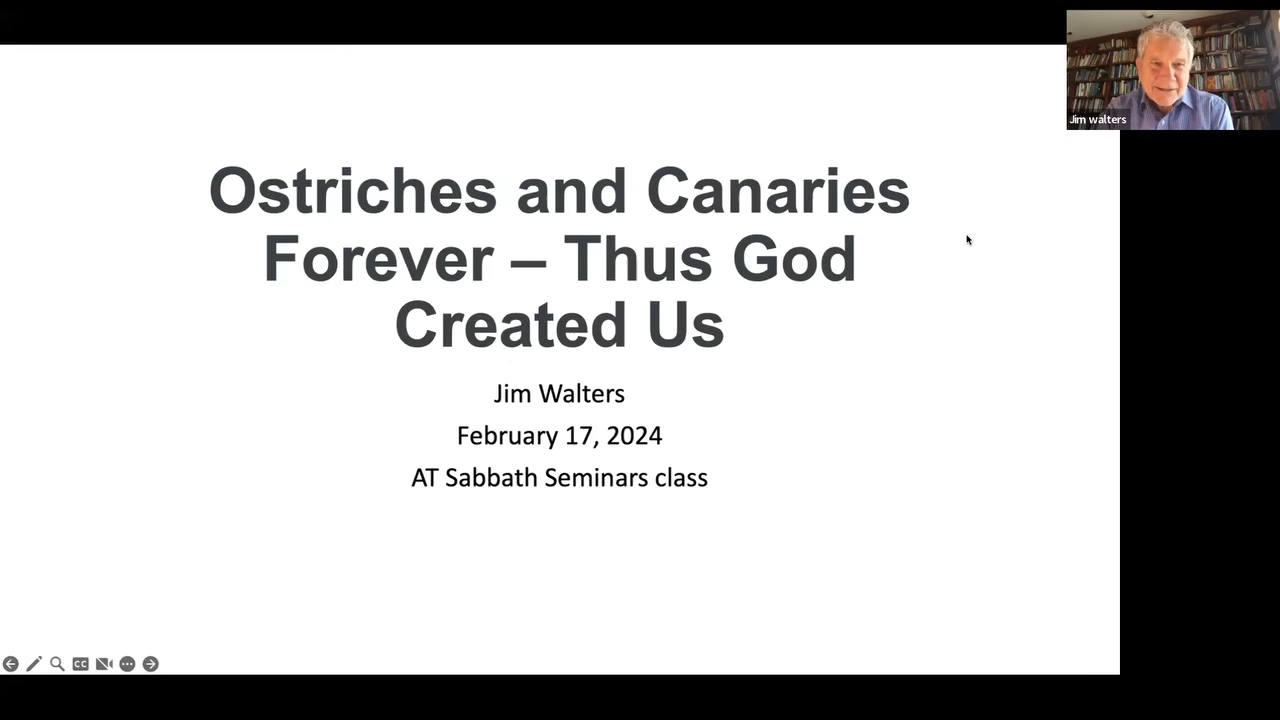 Jim walters
Ostriches and Canaries
Forever – Thus God
Created Us
Jim Walters
February 17, 2024
AT Sabbath Seminars class
CC